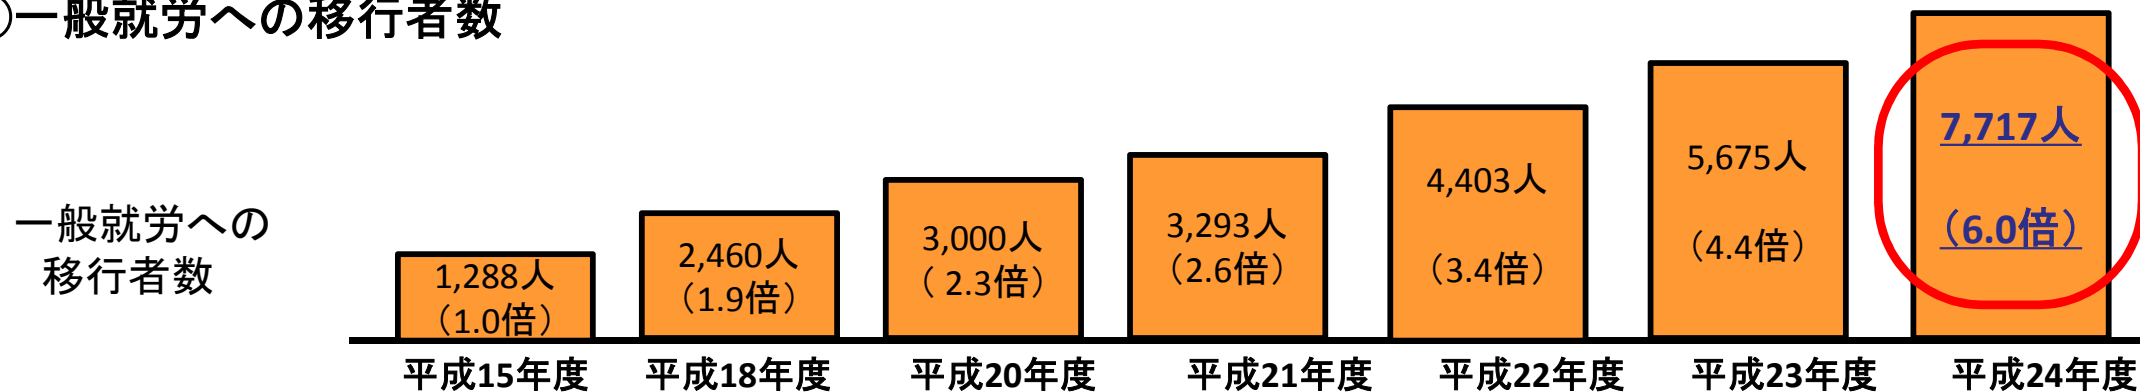 一般就労への移行者数
一般就労への
移行者数
1,288人
（1.0倍）
2,460人
（1.9倍）
3,000人
（ 2.3倍）
3,293人
（2.6倍）
4,403人
（3.4倍）
5,675人
（4.4倍）
7,717人
（6.0倍）
平成15年度 平成18年度 平成20年度 平成21年度 平成22年度 平成23年度 平成24年度